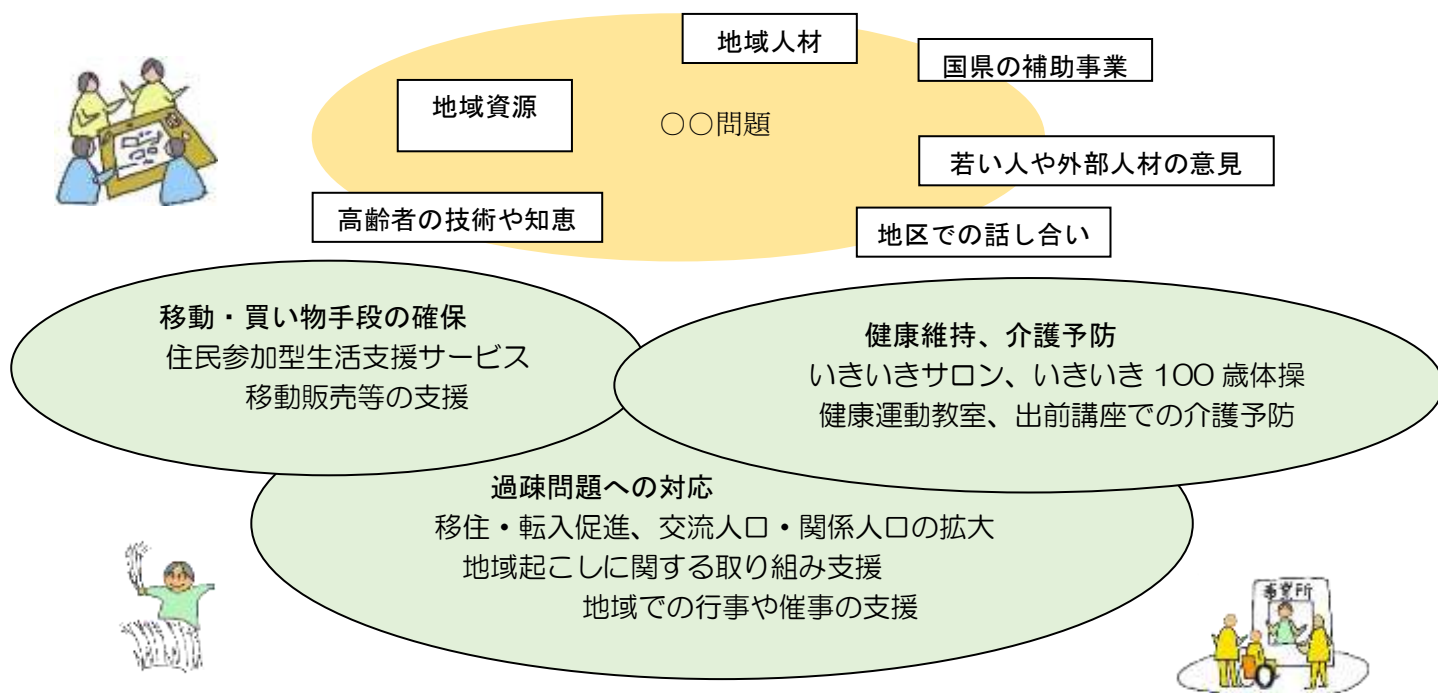 地域人材
国県の補助事業
地域資源
○○問題
若い人や外部人材の意見
高齢者の技術や知恵
地区での話し合い
移動・買い物手段の確保
住民参加型生活支援サービス
移動販売等の支援
健康維持、介護予防
いきいきサロン、いきいき 100 歳体操
健康運動教室、出前講座での介護予防
過疎問題への対応
移住・転入促進、交流人口・関係人口の拡大
地域起こしに関する取り組み支援
地域での行事や催事の支援
事業所